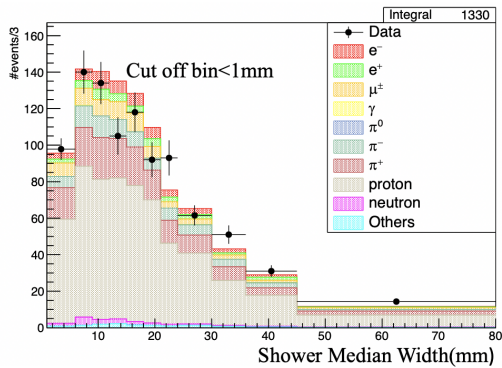 Integral 1330
#events/3
160
140
120
100
80
60
40
20
0
Cut off bin<1mm
Data
e⁻
e⁺
μ±
γ
π⁰
π⁻
π⁺
proton
neutron
Others
10 20 30 40 50 60 70 80
Shower Median Width(mm)